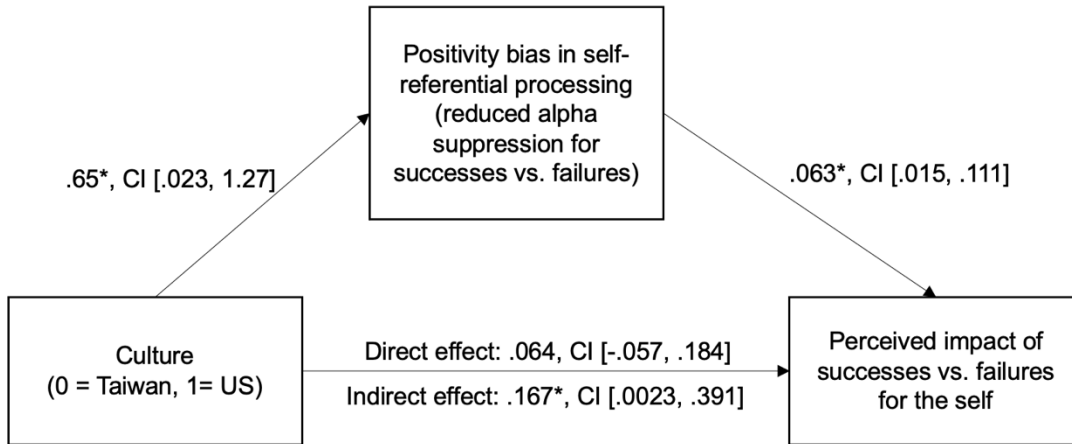 Positivity bias in self-
referential processing
(reduced alpha
suppression for
successes vs. failures)
.65*, CI [.023, 1.27]
.063*, CI [.015, .111]
Culture
(0 = Taiwan, 1= US)
Direct effect: .064, CI [-.057, .184]
Indirect effect: .167*, CI [.0023, .391]
Perceived impact of
successes vs. failures
for the self